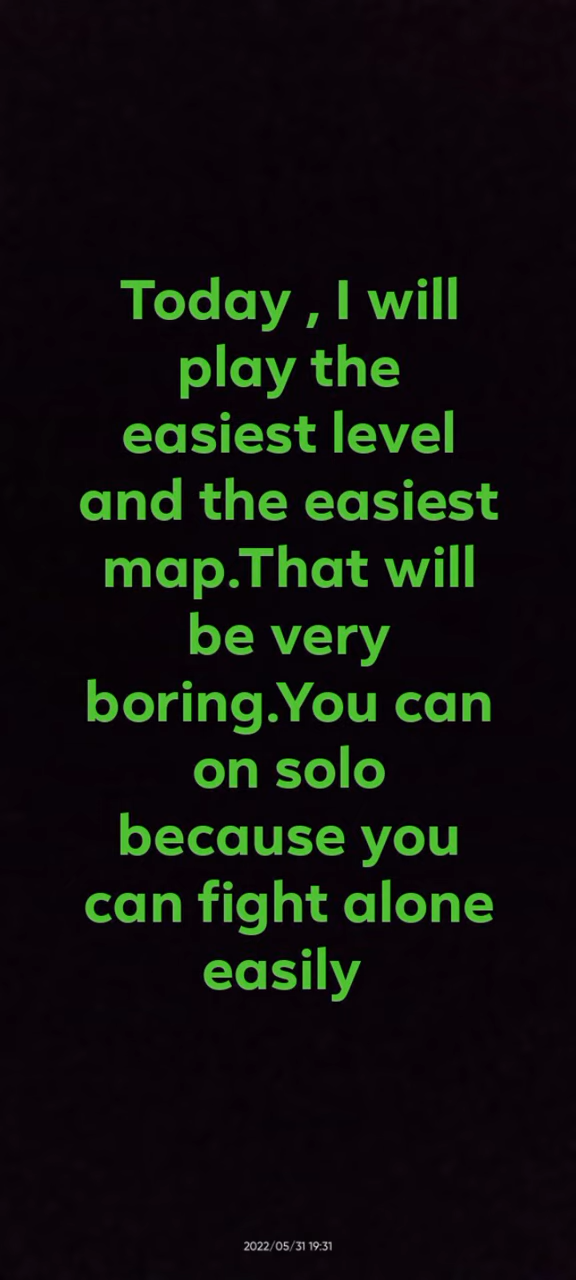 Today , I will
play the
easiest level
and the easiest
map.That will
be very
boring.You can
on solo
because you
can fight alone
easily
2022/05/31 19:31